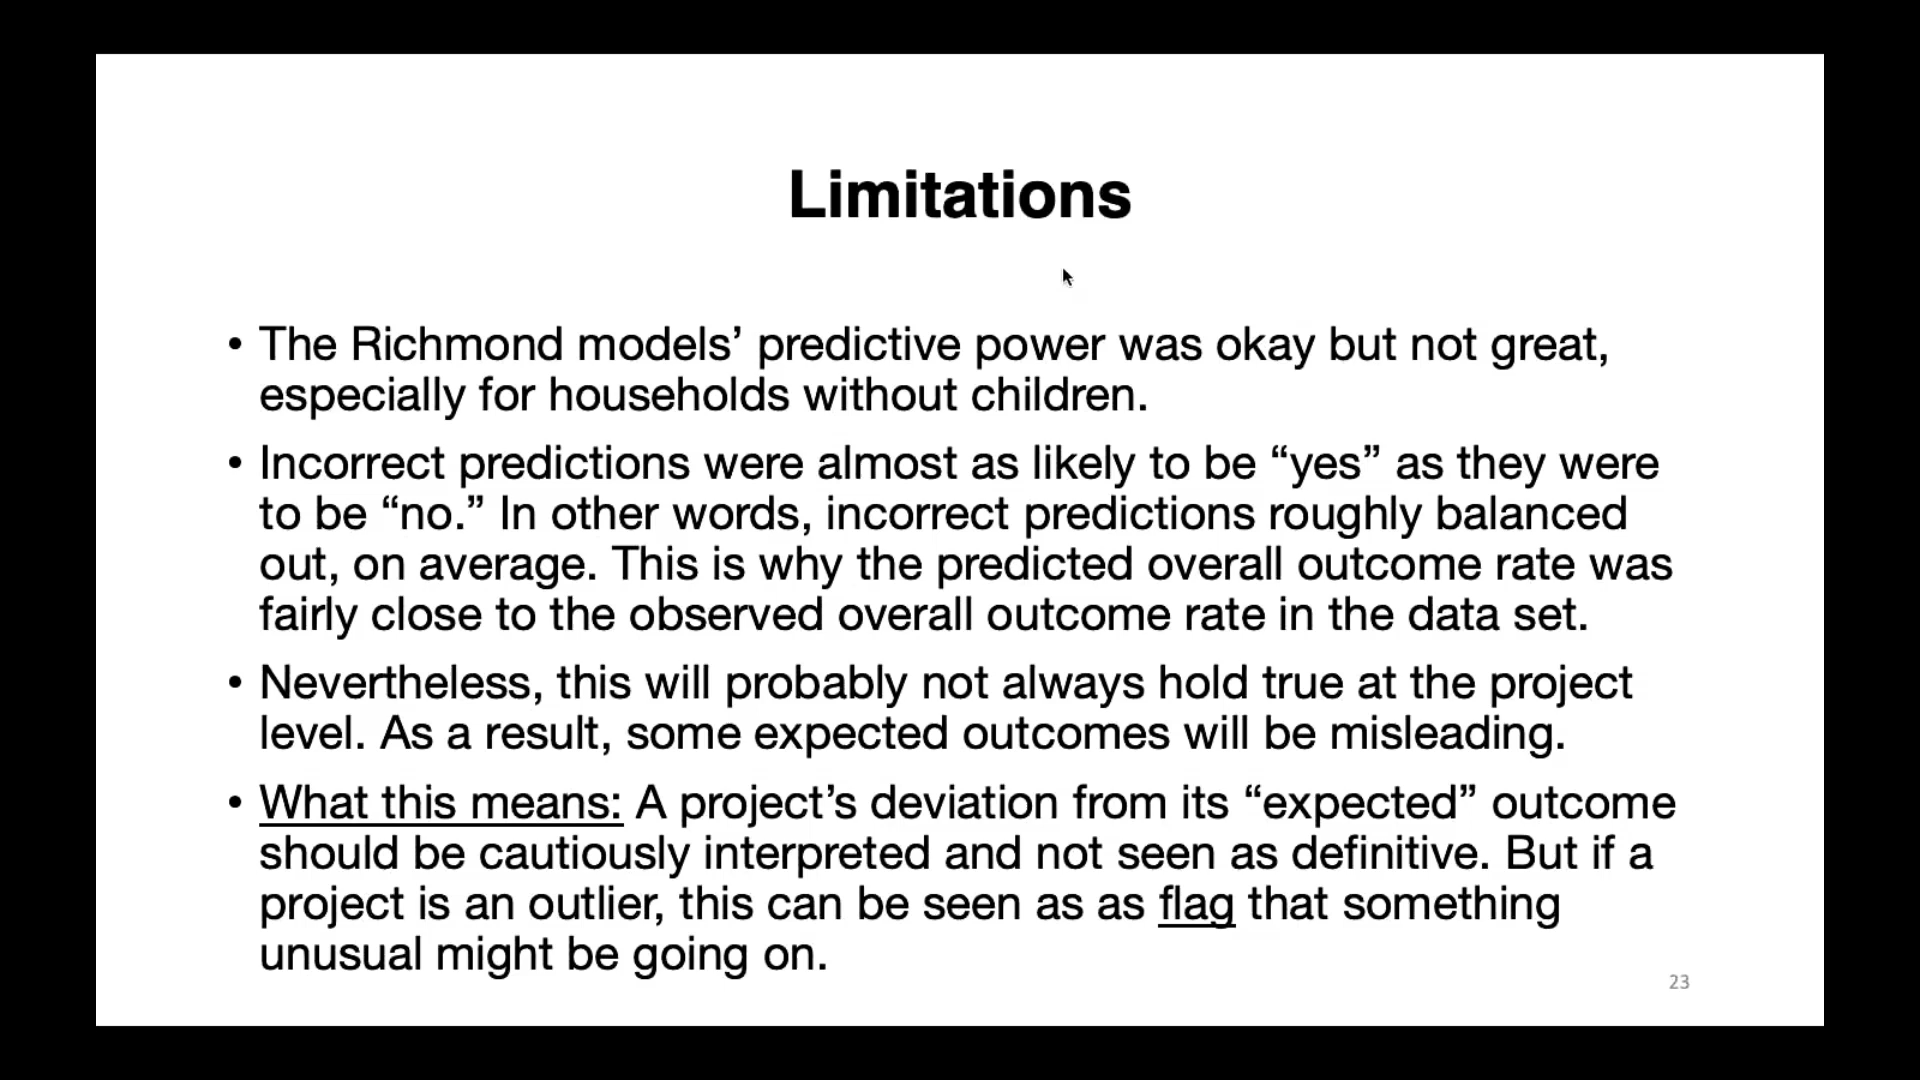 Limitations
• The Richmond models’ predictive power was okay but not great,
especially for households without children.
• Incorrect predictions were almost as likely to be “yes” as they were
to be “no.” In other words, incorrect predictions roughly balanced
out, on average. This is why the predicted overall outcome rate was
fairly close to the observed overall outcome rate in the data set.
• Nevertheless, this will probably not always hold true at the project
level. As a result, some expected outcomes will be misleading.
• What this means: A project’s deviation from its “expected” outcome
should be cautiously interpreted and not seen as definitive. But if a
project is an outlier, this can be seen as as flag that something
unusual might be going on.
23